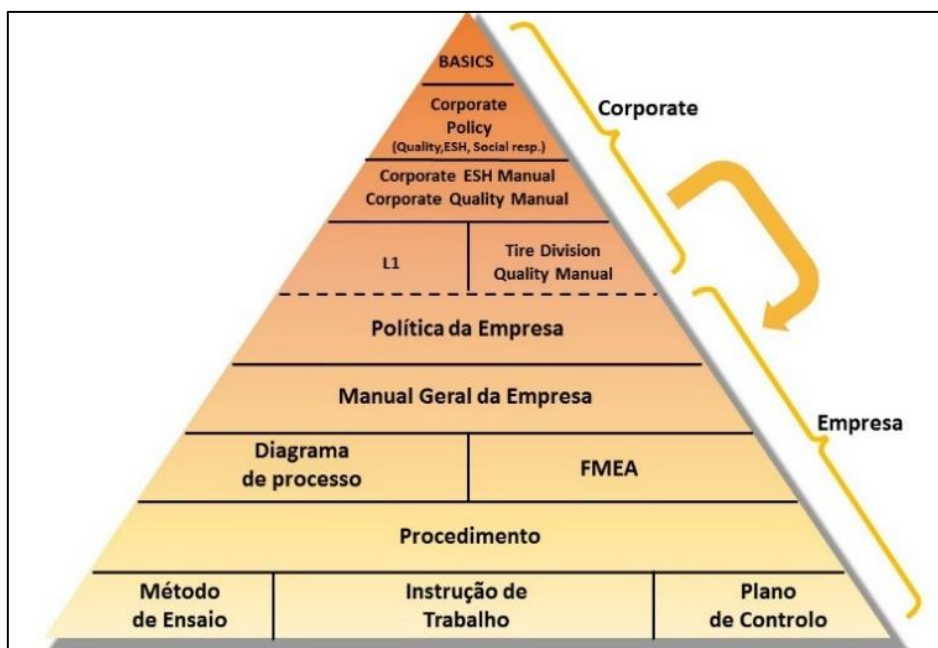 BASICS
Corporate
Policy
(Quality,ESH, Social resp.)
Corporate ESH Manual
Corporate Quality Manual
L1
Tire Division
Quality Manual
Política da Empresa
Manual Geral da Empresa
Diagrama
de processo
FMEA
Procedimento
Método
de Ensaio
Instrução de
Trabalho
Plano
de Controlo
Corporate
Empresa